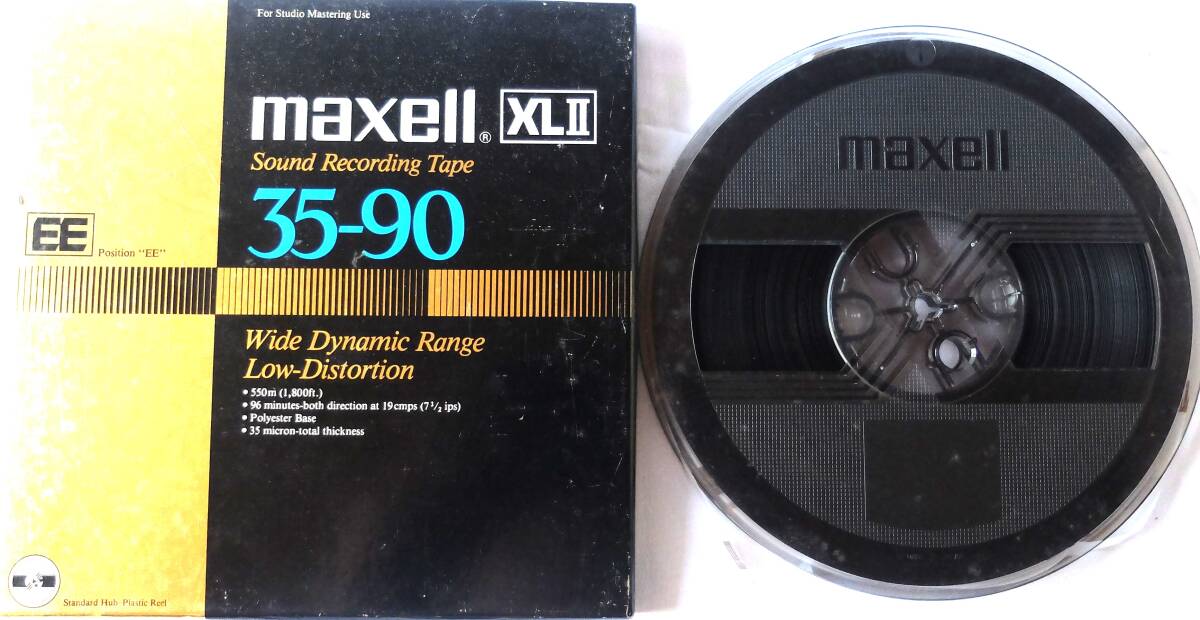 For Studio Mastering Use
maxell® XLII
Sound Recording Tape
35-90
EE Position "EE"
Wide Dynamic Range
Low-Distortion
• 550m (1,800ft.)
• 96 minutes-both direction at 19cmps (7 1/2 ips)
• Polyester Base
• 35 micron-total thickness
Standard Hub Plastic Reel
maxell